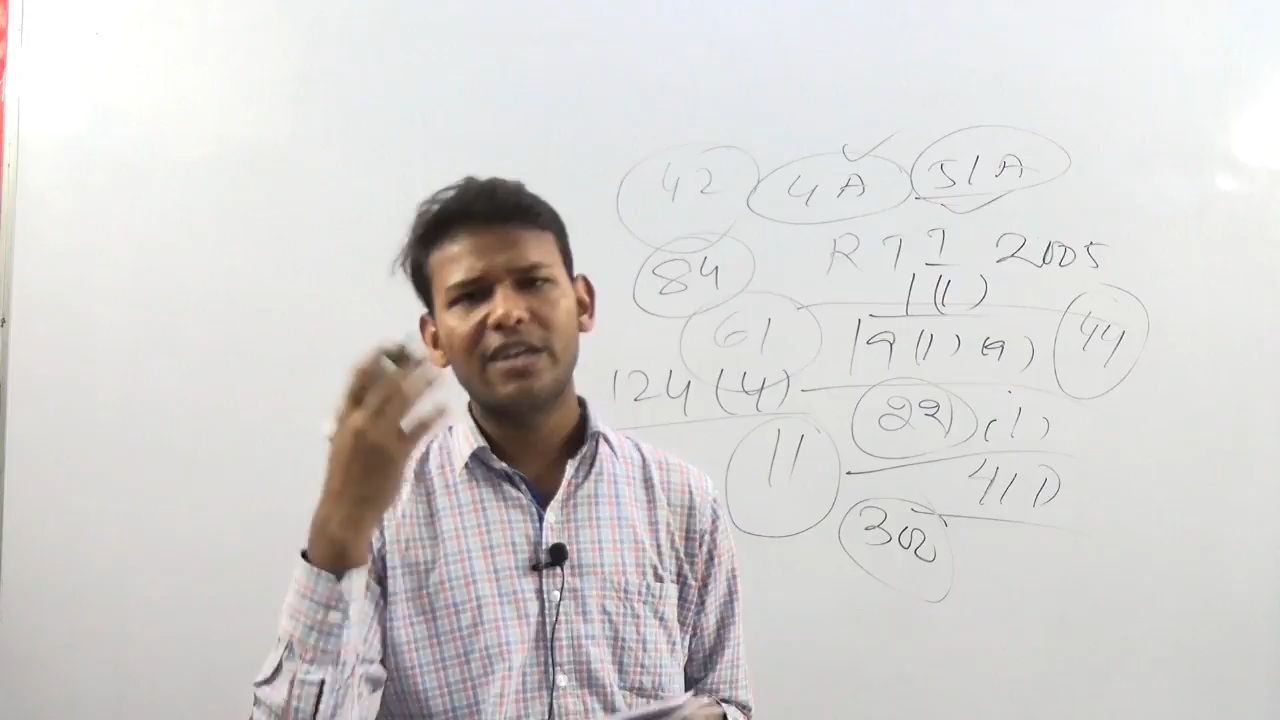 42 4A 51A
84 RTI 2005
1(1)
61 19(1)(a) 44
124(4)
22 (1)
11 41D
302